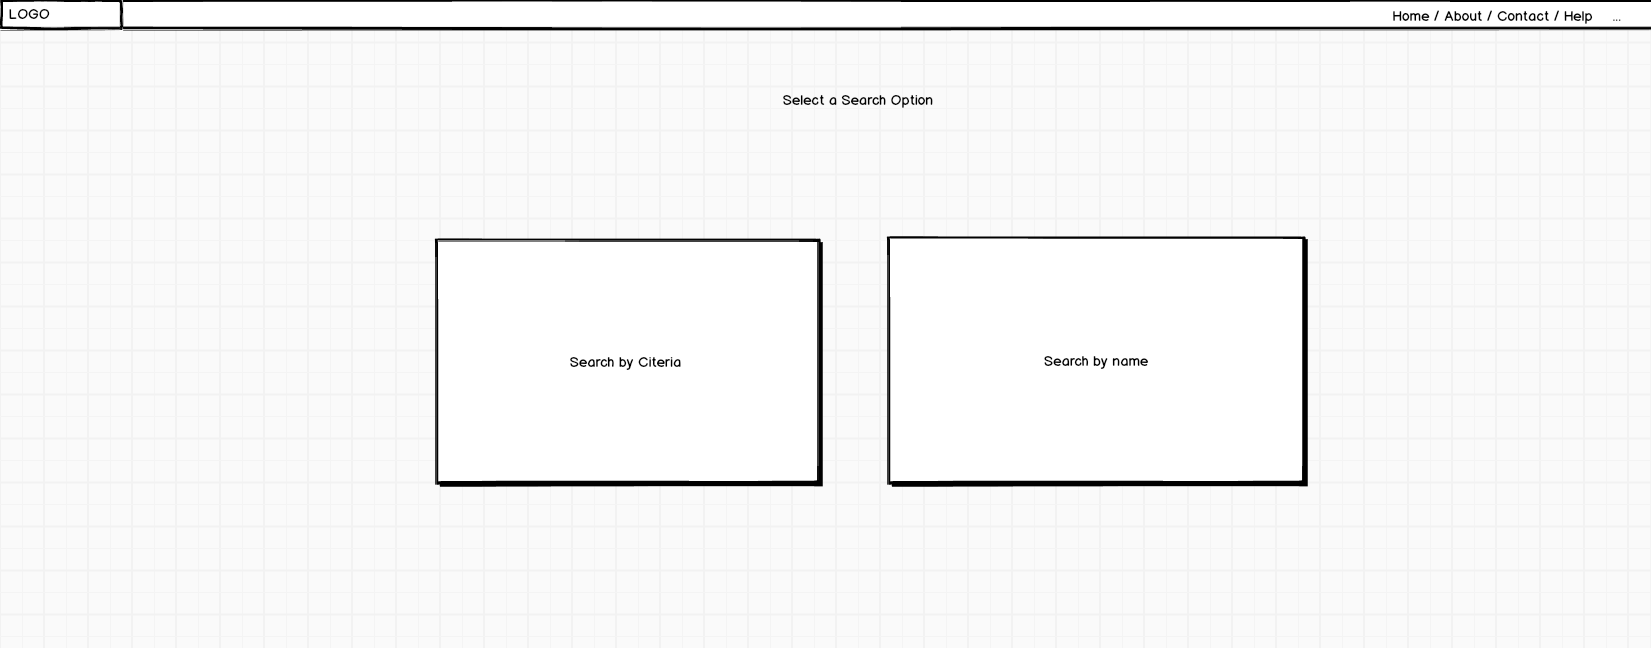 LOGO
Home / About / Contact / Help ...
Select a Search Option
Search by Citeria
Search by name